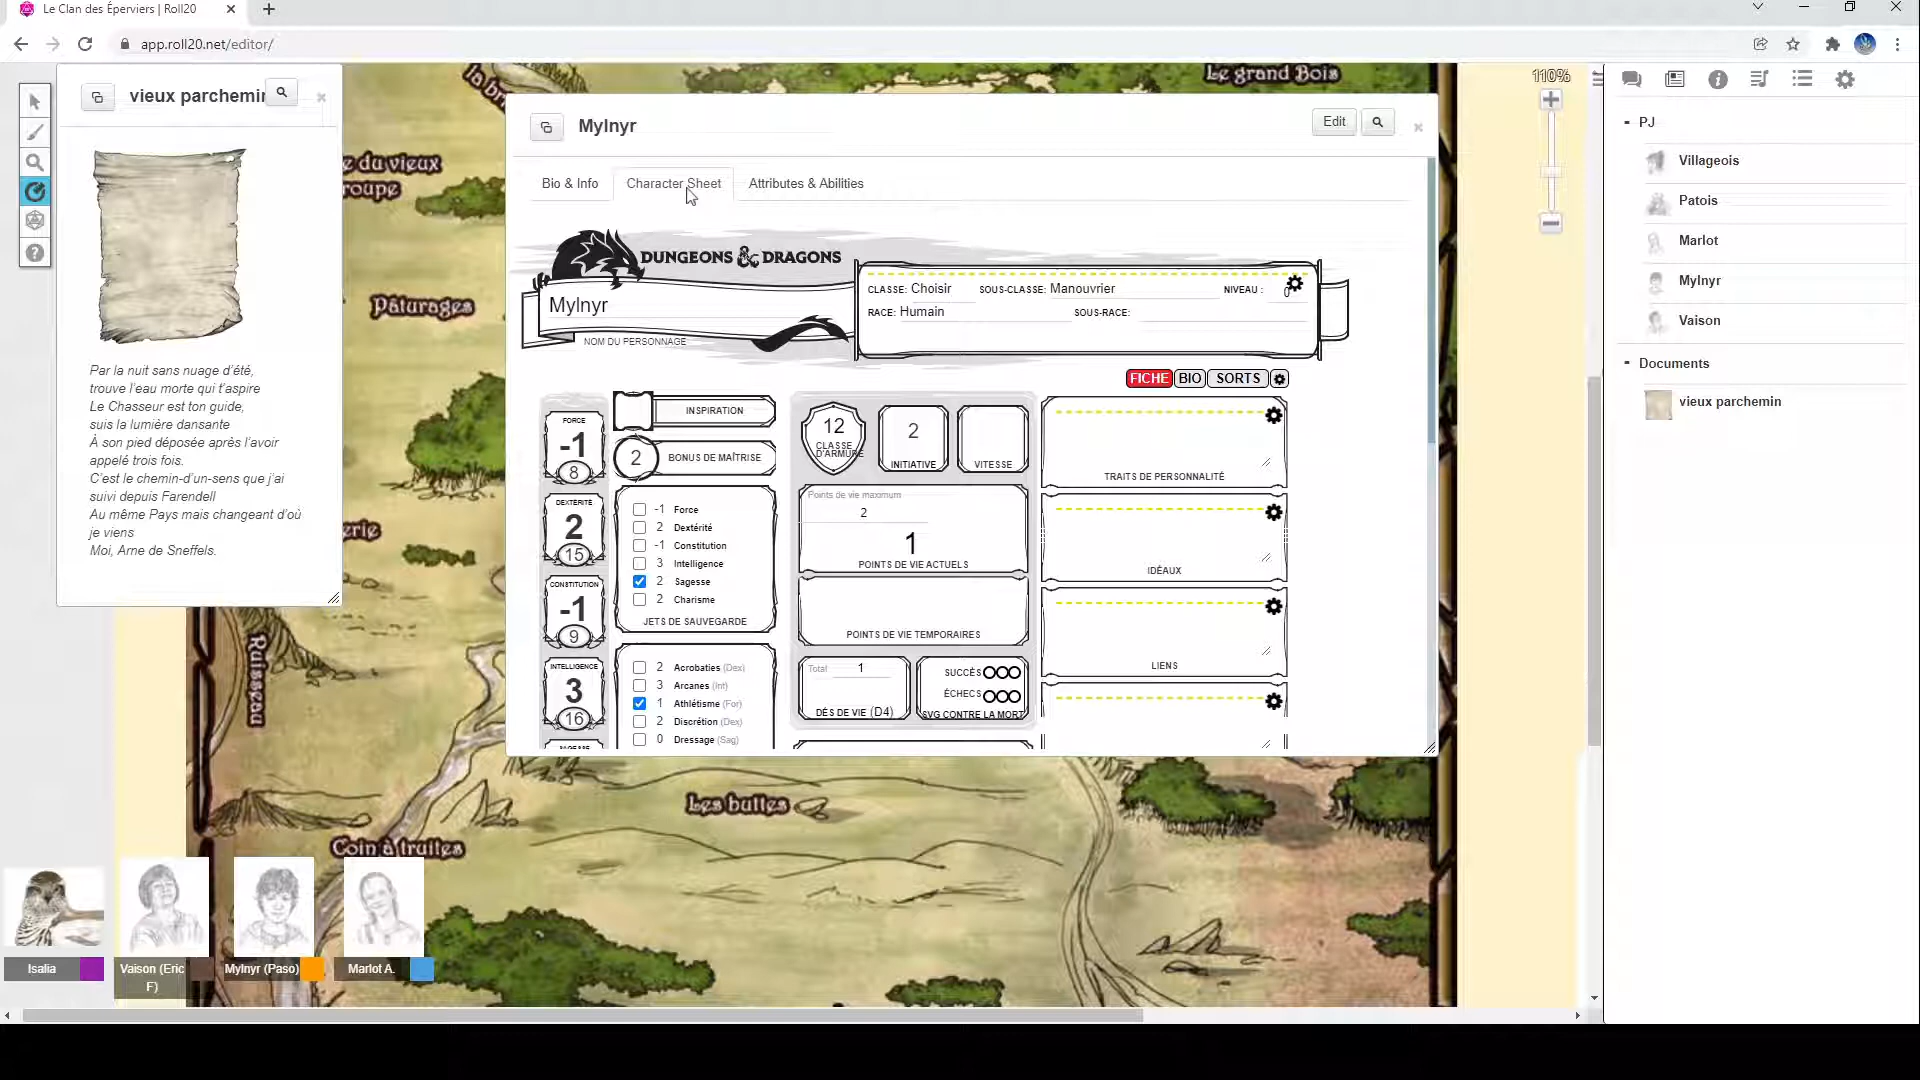 Le Clan des Éperviers | Roll20
app.roll20.net/editor/
vieux parchemin
Par la nuit sans nuage d'été,
trouve l'eau morte qui t'aspire
Le Chasseur est ton guide,
suis la lumière dansante
À son pied déposée après l'avoir
appelé trois fois.
C'est le chemin-d'un-sens que j'ai
suivi depuis Farendell
Au même Pays mais changeant d'où
je viens
Moi, Arne de Sneffels.
Le grand Bois
du vieux
Pâturages
Ruisseau
Les buttes
Coin à truites
110%
Mylnyr
Edit
Bio & Info
Character Sheet
Attributes & Abilities
DUNGEONS & DRAGONS
Mylnyr
NOM DU PERSONNAGE
CLASSE: Choisir SOUS-CLASSE: Manouvrier NIVEAU : 0
RACE: Humain SOUS-RACE:
FICHE BIO SORTS
FORCE
-1
8
DEXTÉRITÉ
2
15
CONSTITUTION
-1
9
INTELLIGENCE
3
16
INSPIRATION
2 BONUS DE MAÎTRISE
-1 Force
2 Dextérité
-1 Constitution
3 Intelligence
2 Sagesse
2 Charisme
JETS DE SAUVEGARDE
2 Acrobaties (Dex)
3 Arcanes (Int)
1 Athlétisme (For)
2 Discrétion (Dex)
0 Dressage (Sag)
12
CLASSE
D'ARMURE
2
INITIATIVE
VITESSE
Points de vie maximum
2
1
POINTS DE VIE ACTUELS
POINTS DE VIE TEMPORAIRES
Total 1
DÉS DE VIE (D4)
SUCCÈS
ÉCHECS
SVG CONTRE LA MORT
TRAITS DE PERSONNALITÉ
IDÉAUX
LIENS
PJ
Villageois
Patois
Marlot
Mylnyr
Vaison
Documents
vieux parchemin
Isalia
Vaison (Eric
F)
Mylnyr (Paso)
Marlot A.